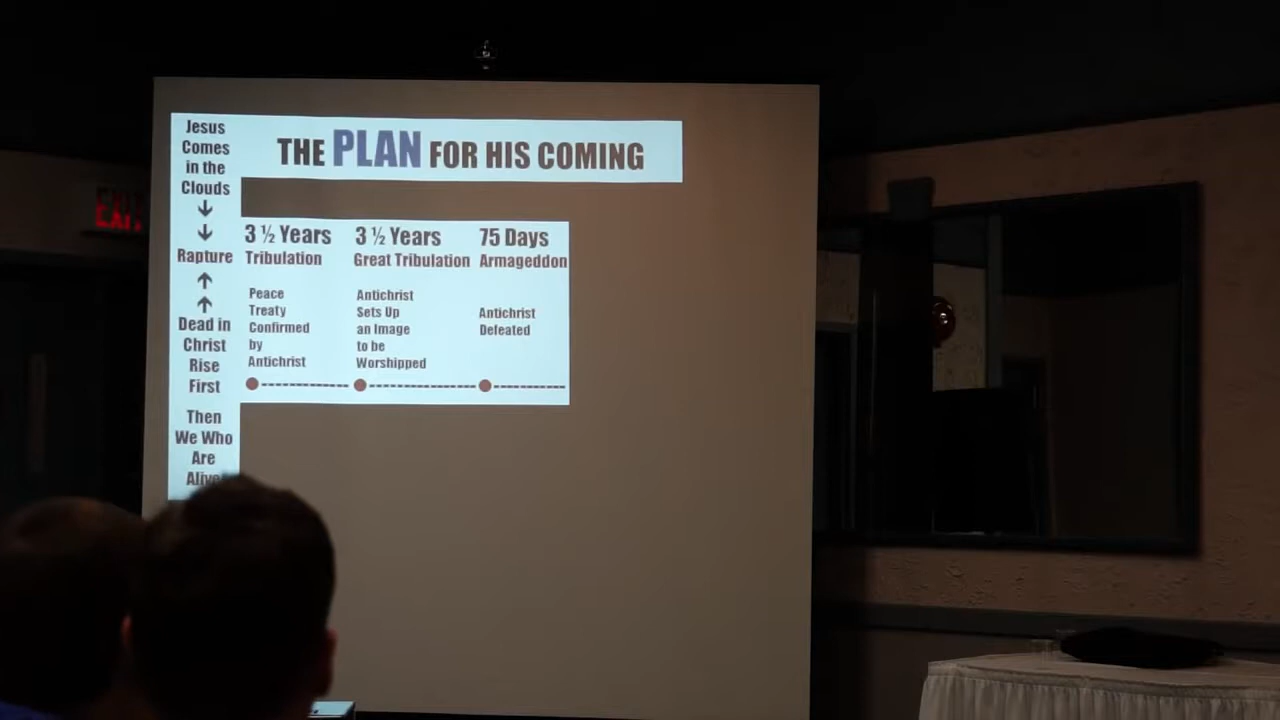 THE PLAN FOR HIS COMING
Jesus
Comes
in the
Clouds
↓
↓
Rapture
↑
↑
Dead in
Christ
Rise
First
Then
We Who
Are
Alive
3 ½ Years
Tribulation
Peace
Treaty
Confirmed
by
Antichrist
3 ½ Years
Great Tribulation
Antichrist
Sets Up
an Image
to be
Worshipped
75 Days
Armageddon
Antichrist
Defeated
EXIT